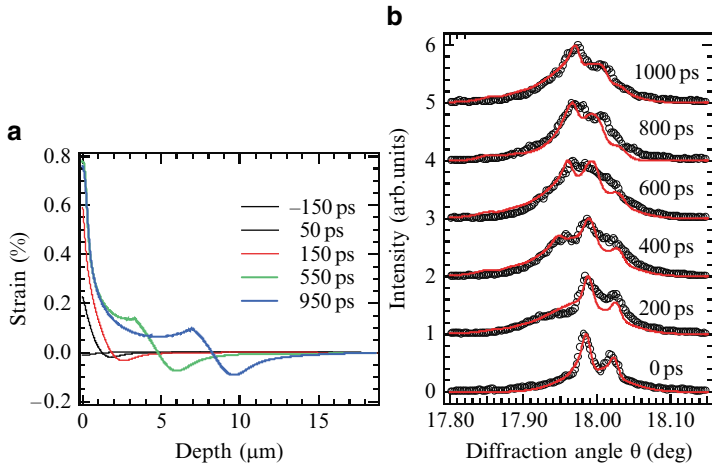 a
0.8
0.6
0.4
0.2
0.0
–0.2
Strain (%)
0
5
10
15
Depth (μm)
–150 ps
50 ps
150 ps
550 ps
950 ps
b
6
5
4
3
2
1
0
Intensity (arb.units)
1000 ps
800 ps
600 ps
400 ps
200 ps
0 ps
17.80
17.90
18.00
18.10
Diffraction angle θ (deg)